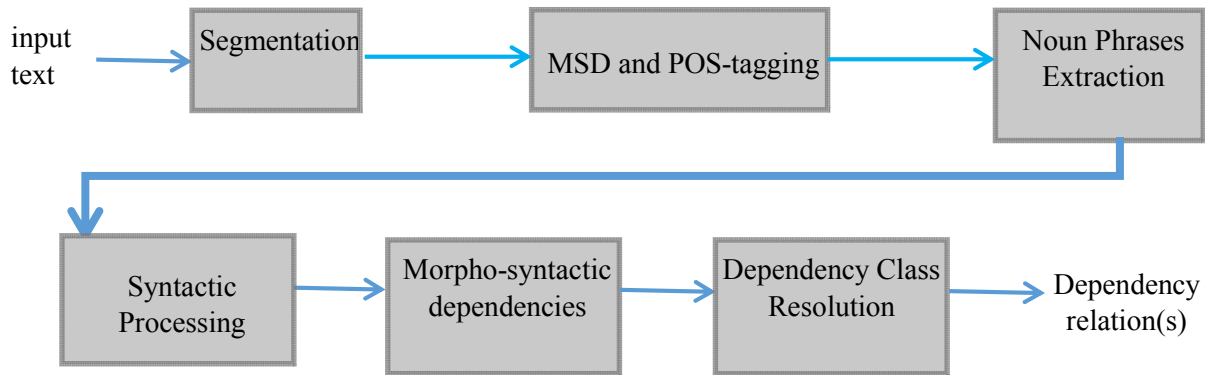 input
text
Segmentation
MSD and POS-tagging
Noun Phrases
Extraction
Syntactic
Processing
Morpho-syntactic
dependencies
Dependency Class
Resolution
Dependency
relation(s)